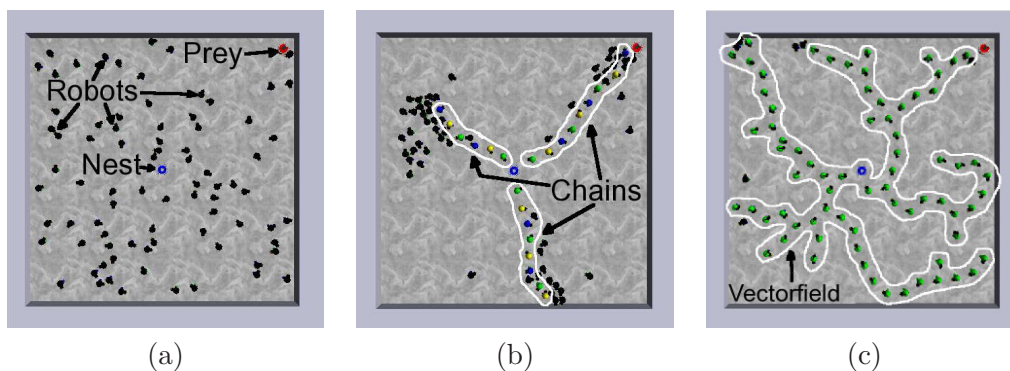 Prey
Robots
Nest
Chains
Vectorfield
(a) (b) (c)